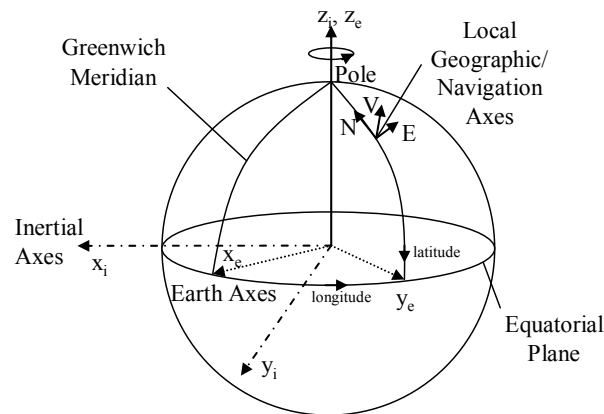 z_i, z_e
Greenwich
Meridian
Local
Geographic/
Navigation
Axes
Pole
V
N
E
Inertial
Axes
x_i
x_e
latitude
Earth Axes
longitude
y_e
Equatorial
Plane
y_i